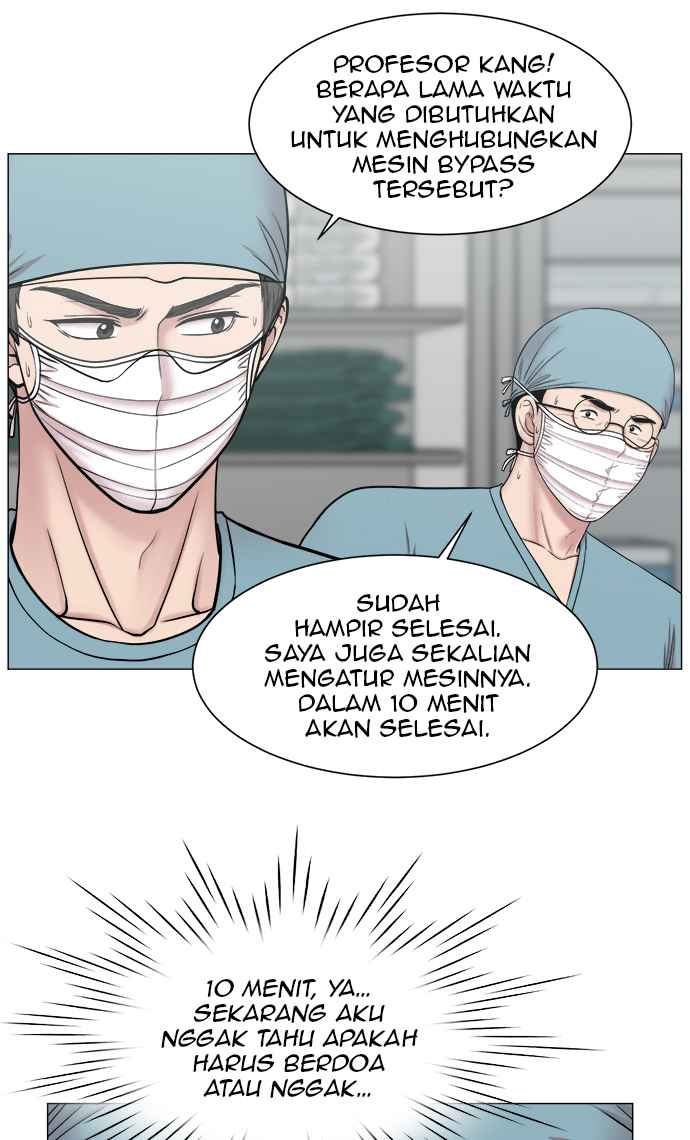 PROFESOR KANG!
BERAPA LAMA WAKTU
YANG DIBUTUHKAN
UNTUK MENGHUBUNGKAN
MESIN BYPASS
TERSEBUT?
SUDAH
HAMPIR SELESAI.
SAYA JUGA SEKALIAN
MENGATUR MESINNYA.
DALAM 10 MENIT
AKAN SELESAI.
10 MENIT, YA...
SEKARANG AKU
NGGAK TAHU APAKAH
HARUS BERDOA
ATAU NGGAK...